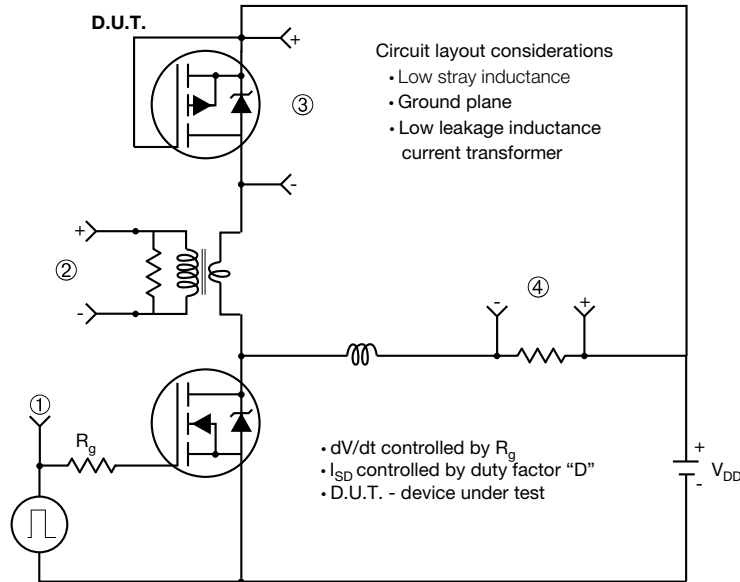 D.U.T.
+
Circuit layout considerations
• Low stray inductance
③
• Ground plane
• Low leakage inductance
current transformer
-
+
②
④
- +
-
①
R_g
• dV/dt controlled by R_g
• I_SD controlled by duty factor “D”
• D.U.T. - device under test
+
V_DD
-